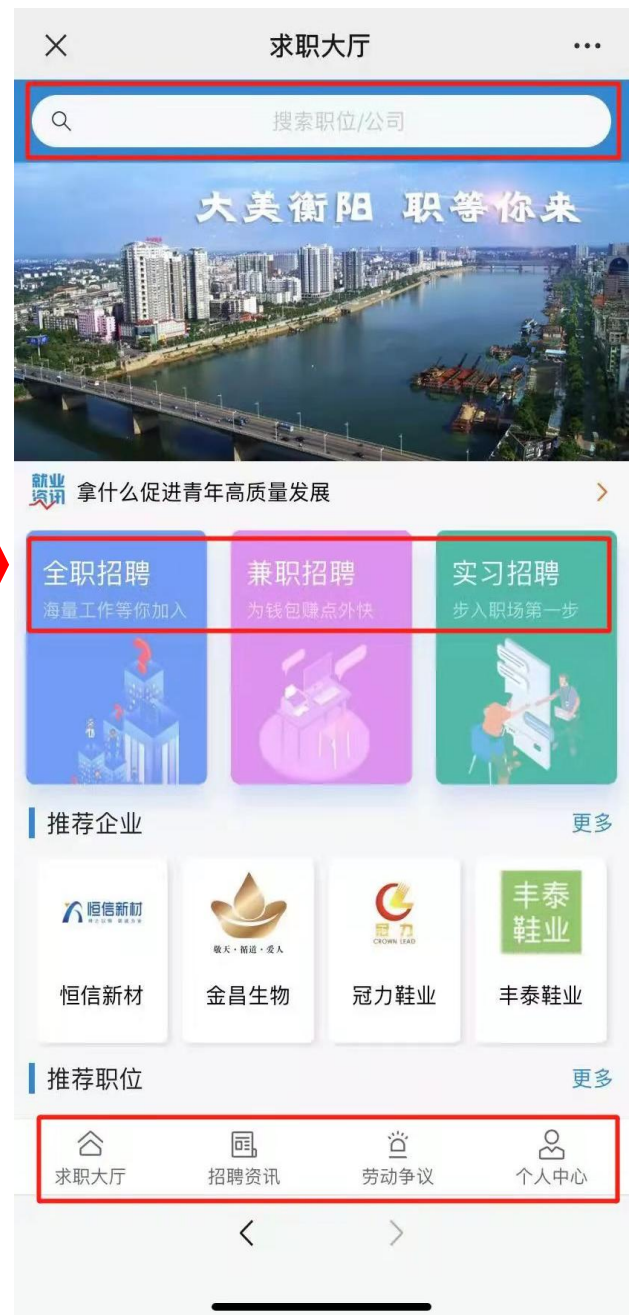 求职大厅
搜索职位/公司
大美衡阳 职等你来
就业资讯 拿什么促进青年高质量发展
全职招聘 兼职招聘 实习招聘
海量工作等你加入 为钱包赚点外快 步入职场第一步
推荐企业 更多
恒信新材 敬天·循道·爱人 冠力 CROWN LEAD 丰泰鞋业
恒信新材 金昌生物 冠力鞋业 丰泰鞋业
推荐职位 更多
求职大厅 招聘资讯 劳动争议 个人中心